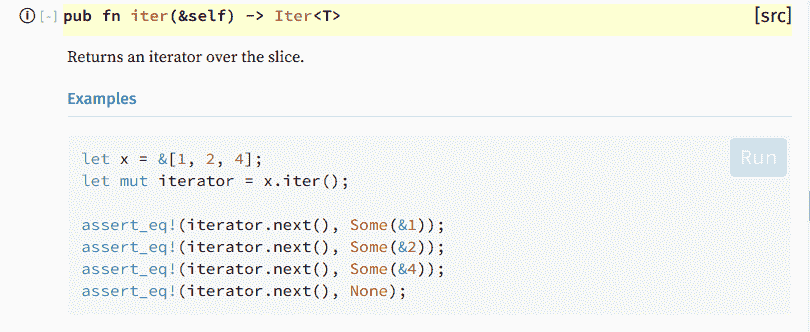 ⓘ [-] pub fn iter(&self) -> Iter<T> [src]
Returns an iterator over the slice.
Examples
let x = &[1, 2, 4];
Run
let mut iterator = x.iter();
assert_eq!(iterator.next(), Some(&1));
assert_eq!(iterator.next(), Some(&2));
assert_eq!(iterator.next(), Some(&4));
assert_eq!(iterator.next(), None);